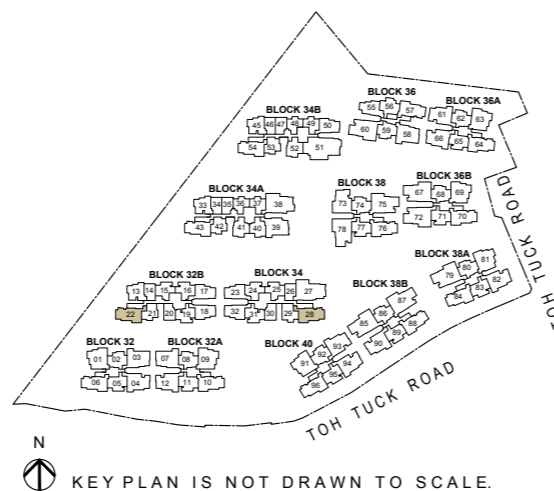 BLOCK 36
55 56 57
60 59 58
BLOCK 36A
61 62 63
66 65 64
BLOCK 34B
45 46 47 48 49 50
54 53 52 51
BLOCK 34A
33 34 35 36 37 38
43 42 41 40 39
BLOCK 38
73 74 75
78 77 76
BLOCK 36B
67 68 69
72 71 70
TOH TUCK ROAD
BLOCK 38A
79 80 81
84 83 82
BLOCK 32B
13 14 15 16 17
22 21 20 19 18
BLOCK 34
23 24 25 26 27
32 31 30 29 28
BLOCK 38B
85 86 87
90 89 88
BLOCK 32
01 02 03
06 05 04
BLOCK 32A
07 08 09
12 11 10
BLOCK 40
91 92 93
96 95 94
TOH TUCK ROAD
N
KEY PLAN IS NOT DRAWN TO SCALE.